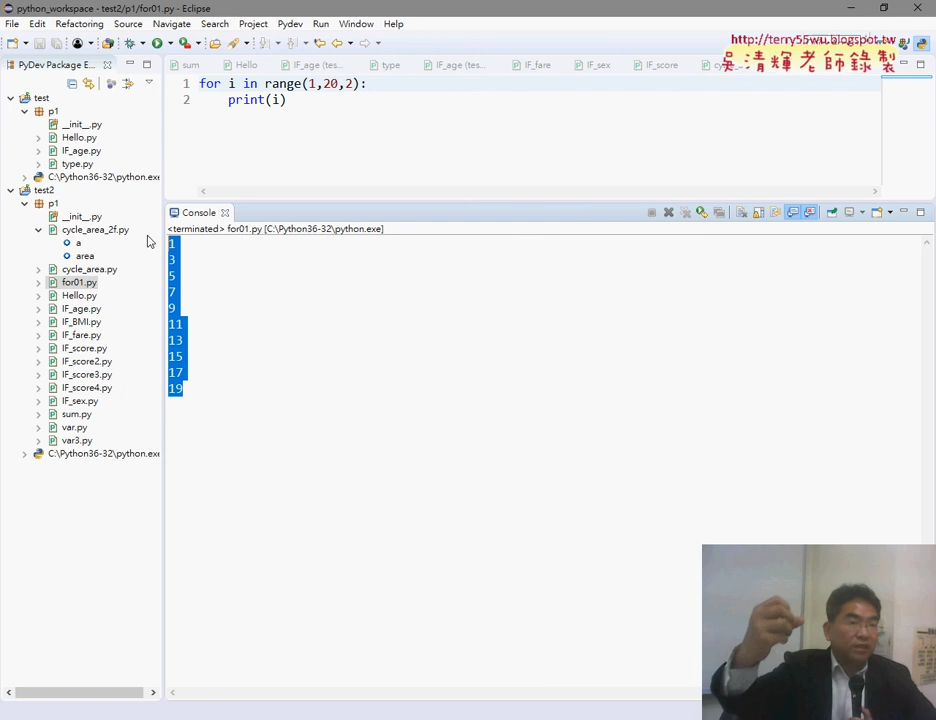 python_workspace - test2/p1/for01.py - Eclipse
File Edit Refactoring Source Navigate Search Project Pydev Run Window Help
http://terry55wu.blogspot.tw
吳清輝老師錄製
PyDev Package E...
sum Hello IF_age (tes... type IF_age (tes... IF_fare IF_sex IF_score
test
p1
__init__.py
Hello.py
IF_age.py
type.py
C:\Python36-32\python.exe
test2
p1
__init__.py
cycle_area_2f.py
a
area
cycle_area.py
for01.py
Hello.py
IF_age.py
IF_BMI.py
IF_fare.py
IF_score.py
IF_score2.py
IF_score3.py
IF_score4.py
IF_sex.py
sum.py
var.py
var3.py
C:\Python36-32\python.exe
1 for i in range(1,20,2):
2 print(i)
Console
<terminated> for01.py [C:\Python36-32\python.exe]
1
3
5
7
9
11
13
15
17
19